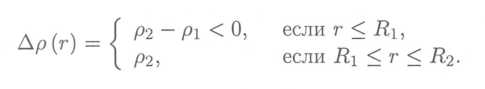 Δρ (r) = { ρ₂ − ρ₁ < 0, если r ≤ R₁,
ρ₂, если R₁ ≤ r ≤ R₂.